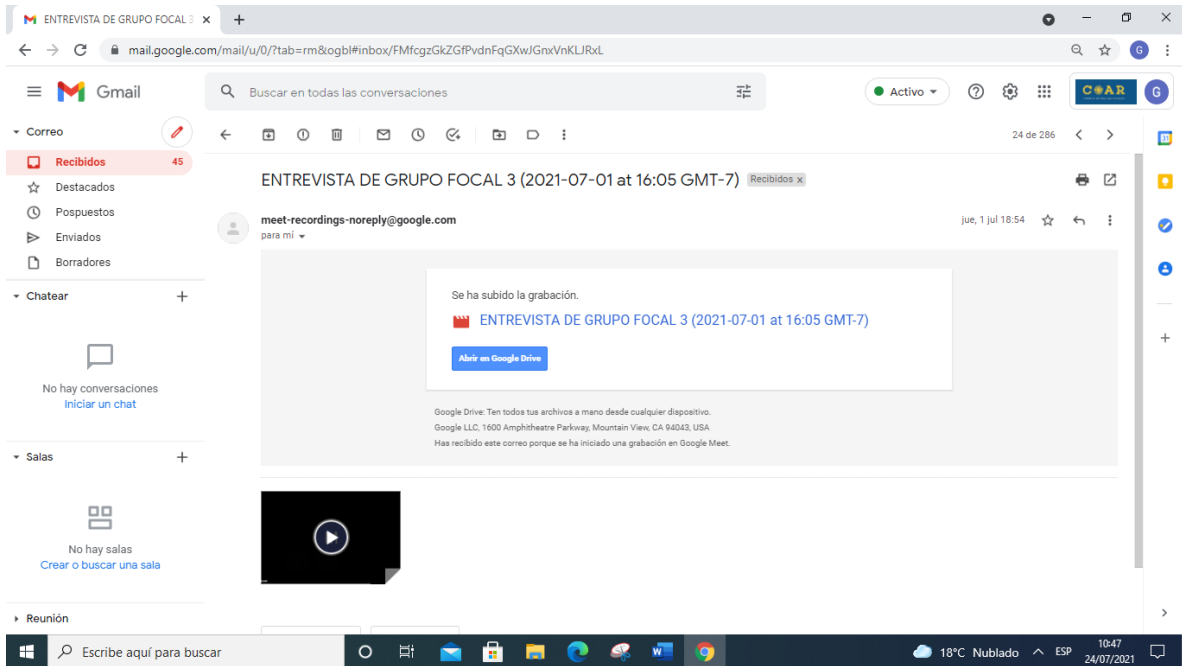 ENTREVISTA DE GRUPO FOCAL 3
mail.google.com/mail/u/0/?tab=rm&ogbl#inbox/FMfcgzGkZGfPvdnFqGXwJGnxVnKLJRxL
G
Gmail
Buscar en todas las conversaciones
Activo
COAR
G
Correo
24 de 286
31
Recibidos 45
Destacados
Pospuestos
Enviados
Borradores
Chatear
No hay conversaciones
Iniciar un chat
Salas
No hay salas
Crear o buscar una sala
Reunión
ENTREVISTA DE GRUPO FOCAL 3 (2021-07-01 at 16:05 GMT-7) Recibidos x
meet-recordings-noreply@google.com jue, 1 jul 18:54
para mí
Se ha subido la grabación.
ENTREVISTA DE GRUPO FOCAL 3 (2021-07-01 at 16:05 GMT-7)
Abrir en Google Drive
Google Drive: Ten todos tus archivos a mano desde cualquier dispositivo.
Google LLC, 1600 Amphitheatre Parkway, Mountain View, CA 94043, USA
Has recibido este correo porque se ha iniciado una grabación en Google Meet.
Escribe aquí para buscar
W
18°C Nublado
ESP
10:47
24/07/2021